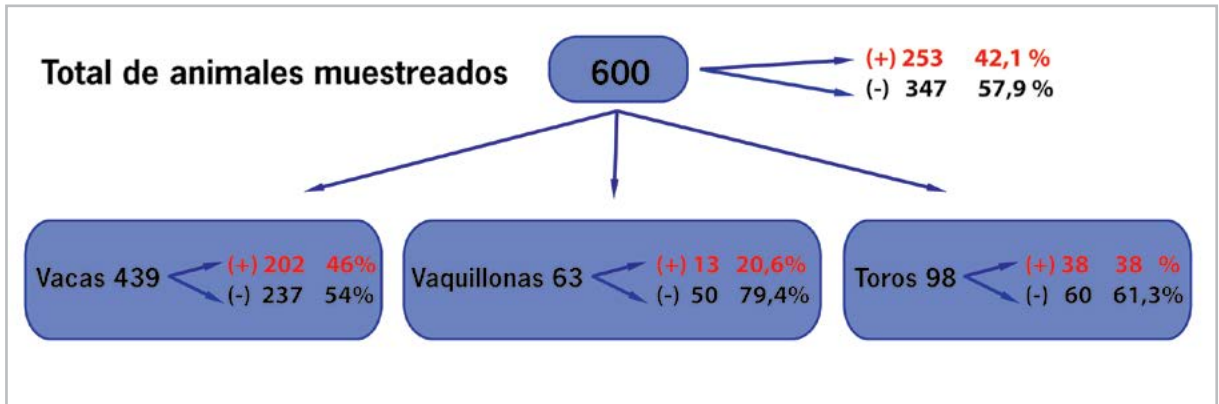 Total de animales muestreados
600
(+) 253 42,1 %
(-) 347 57,9 %
Vacas 439
(+) 202 46%
(-) 237 54%
Vaquillonas 63
(+) 13 20,6%
(-) 50 79,4%
Toros 98
(+) 38 38 %
(-) 60 61,3%